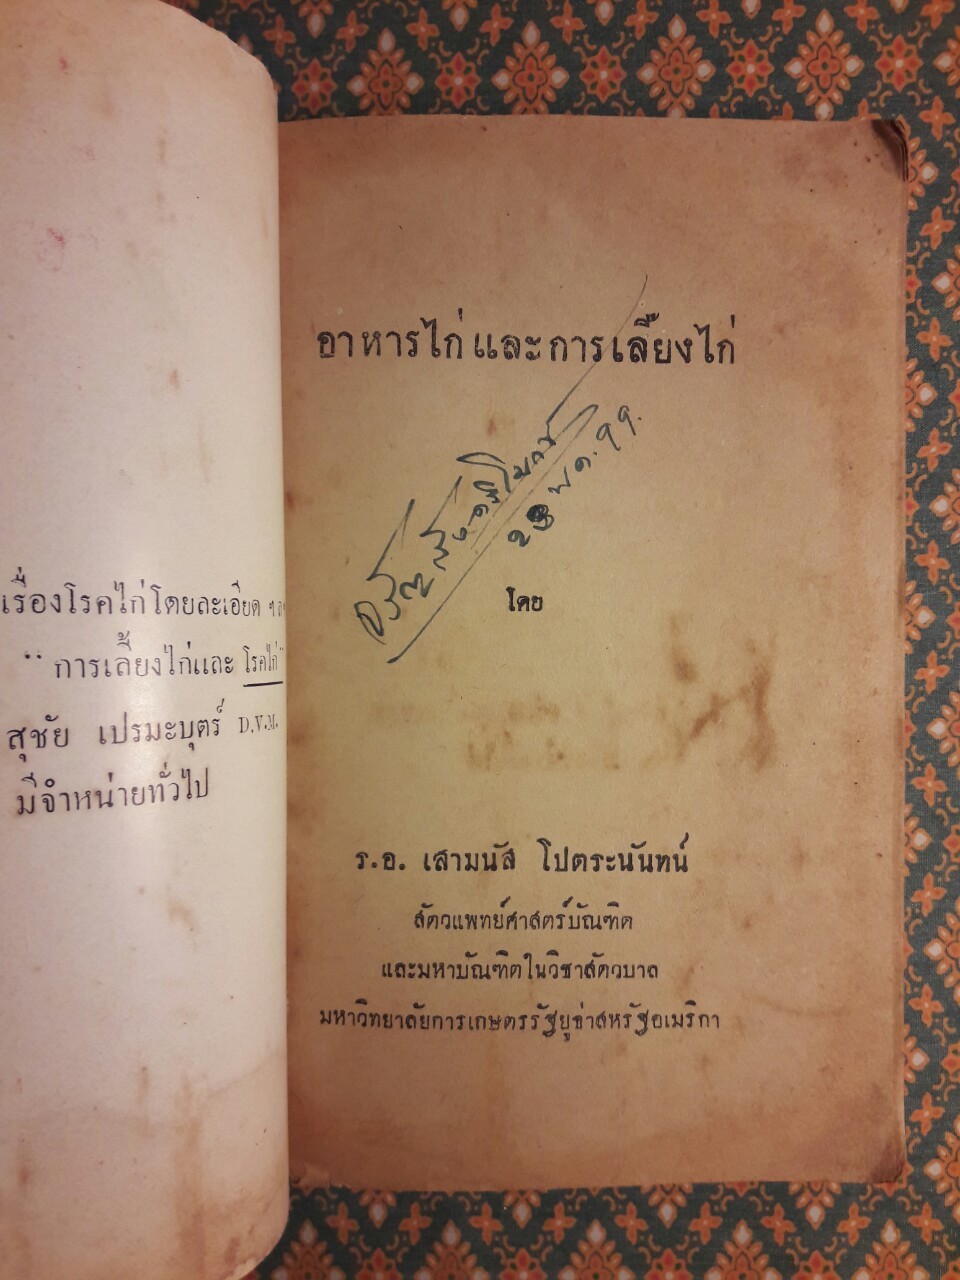 เรื่องโรคไก่โดยละเอียด
"การเลี้ยงไก่และ โรคไก่"
สุชัย เปรมะบุตร์ D.V.M.
มีจำหน่ายทั่วไป
อาหารไก่และการเลี้ยงไก่
โดย
ร.อ. เสามนัส โปตระนันทน์
สัตวแพทย์ศาสตร์บัณฑิต
และมหาบัณฑิตในวิชาสัตวบาล
มหาวิทยาลัยการเกษตรรัฐยูธ่าสหรัฐอเมริกา